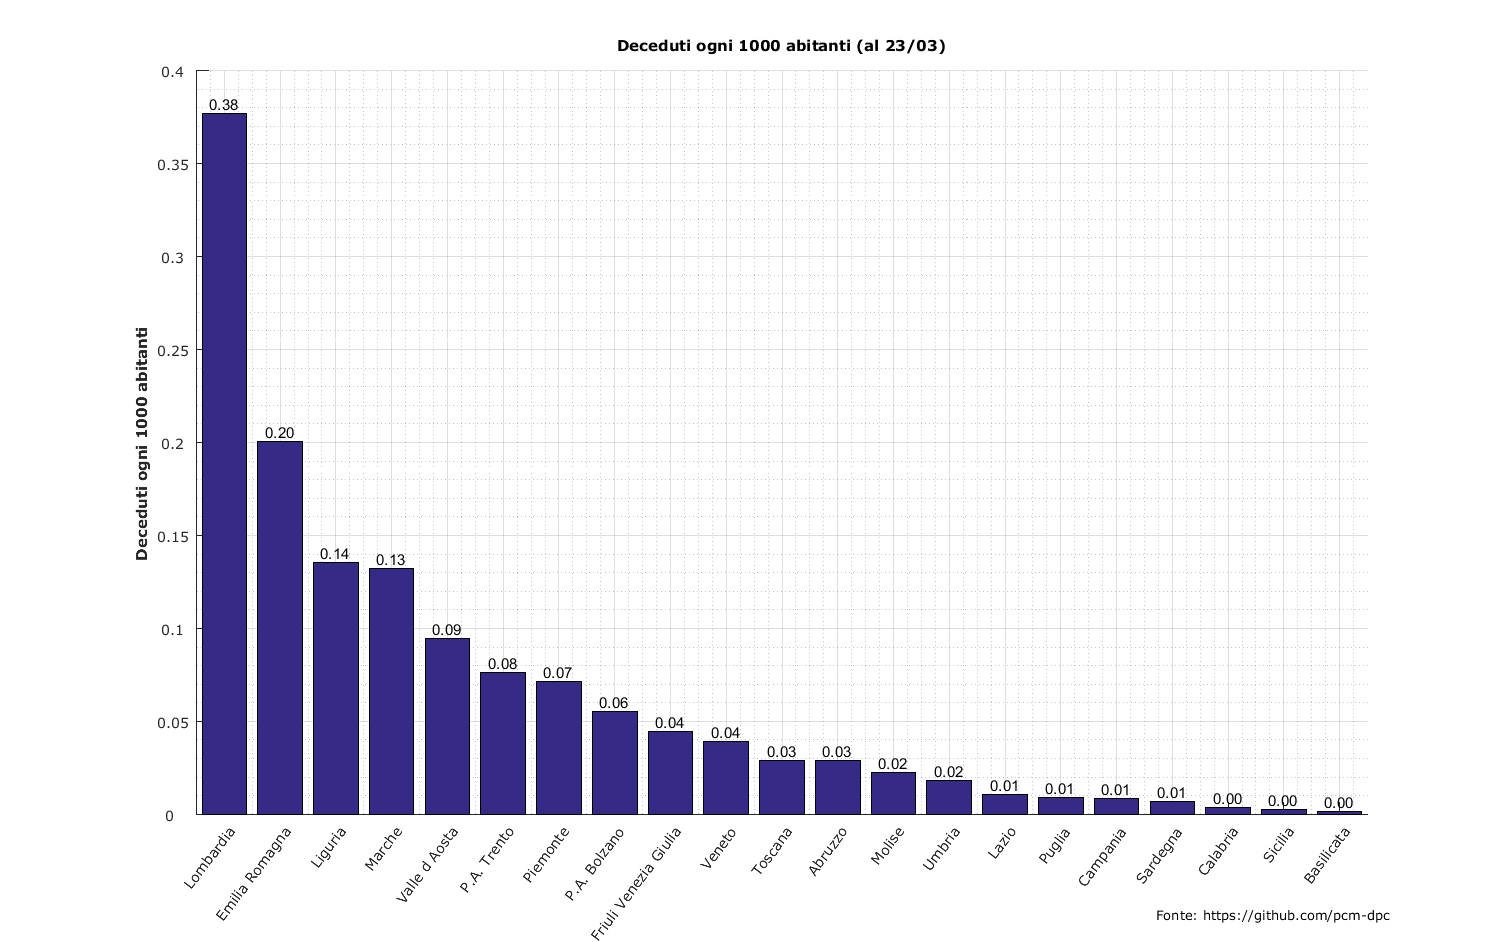 Deceduti ogni 1000 abitanti (al 23/03)
Deceduti ogni 1000 abitanti
0.4
0.35
0.3
0.25
0.2
0.15
0.1
0.05
0
0.38
0.20
0.14
0.13
0.09
0.08
0.07
0.06
0.04
0.04
0.03
0.03
0.02
0.02
0.01
0.01
0.01
0.01
0.00
0.00
0.00
Lombardia
Emilia Romagna
Liguria
Marche
Valle d Aosta
P.A. Trento
Piemonte
P.A. Bolzano
Friuli Venezia Giulia
Veneto
Toscana
Abruzzo
Molise
Umbria
Lazio
Puglia
Campania
Sardegna
Calabria
Sicilia
Basilicata
Fonte: https://github.com/pcm-dpc